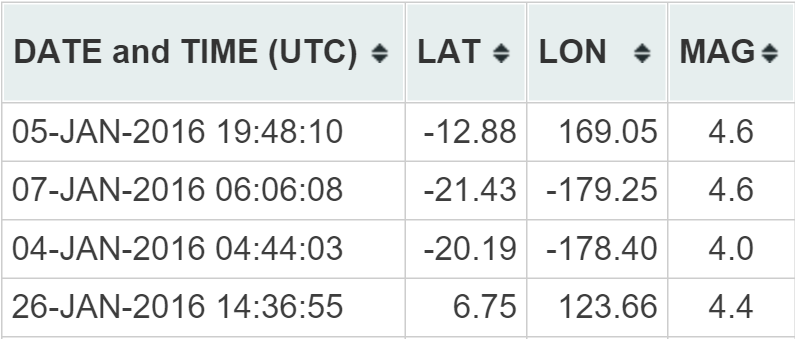 DATE and TIME (UTC) LAT LON MAG
05-JAN-2016 19:48:10 -12.88 169.05 4.6
07-JAN-2016 06:06:08 -21.43 -179.25 4.6
04-JAN-2016 04:44:03 -20.19 -178.40 4.0
26-JAN-2016 14:36:55 6.75 123.66 4.4